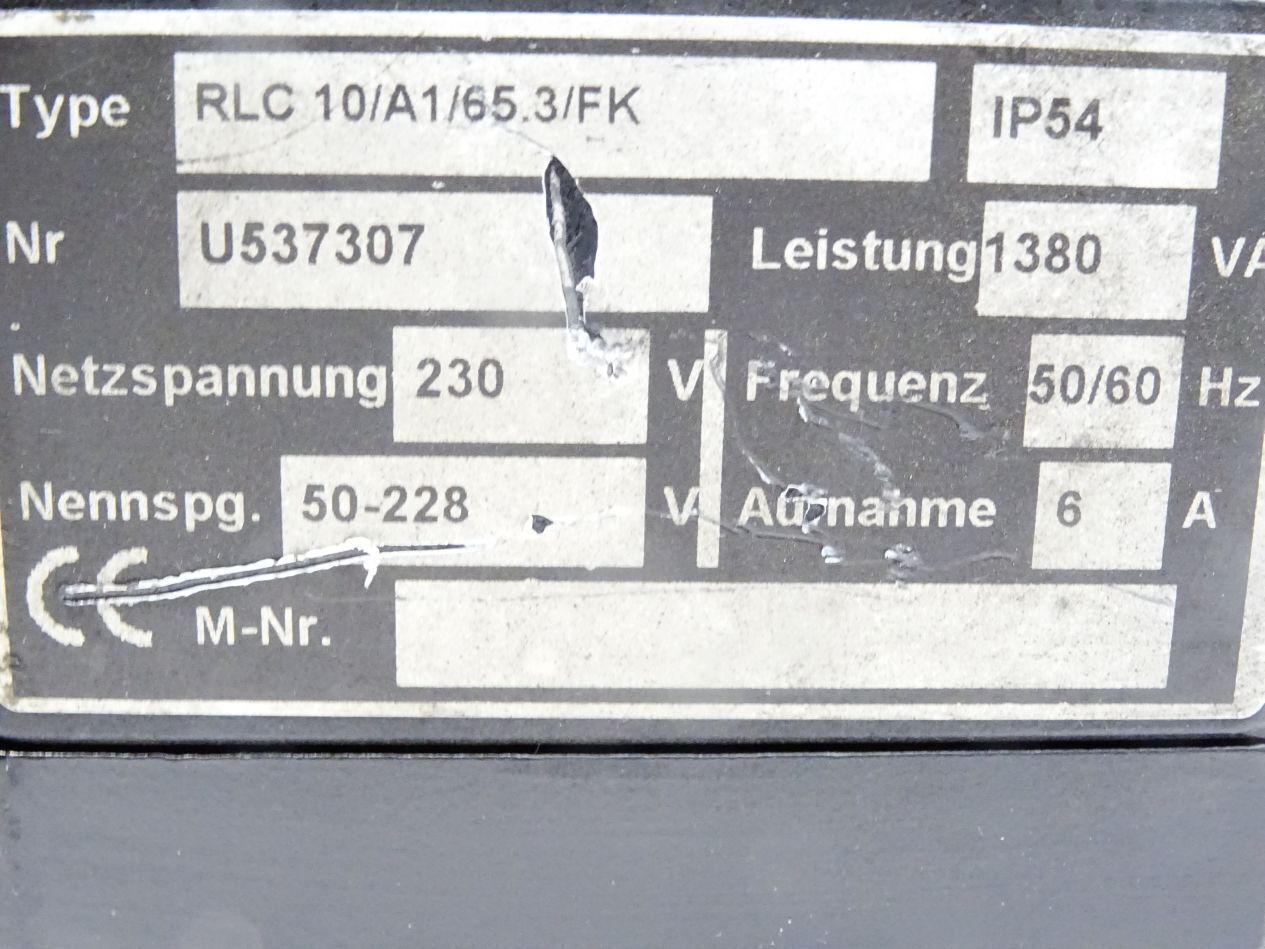 Type RLC 10/A1/65.3/FK IP54
Nr U537307 Leistung 1380 VA
Netzspannung 230 V Frequenz 50/60 Hz
Nennspg. 50-228 V Aufnahme 6 A
CE M-Nr.